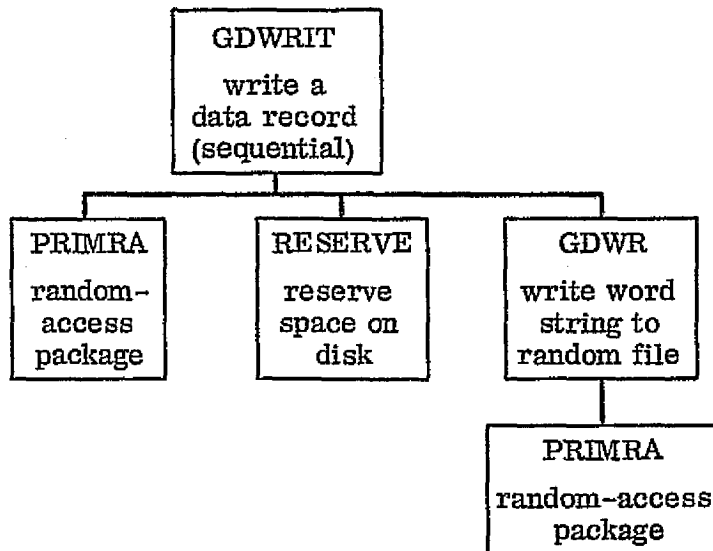 GDWRIT
write a
data record
(sequential)
PRIMRA
random-
access
package
RESERVE
reserve
space on
disk
GDWR
write word
string to
random file
PRIMRA
random-access
package